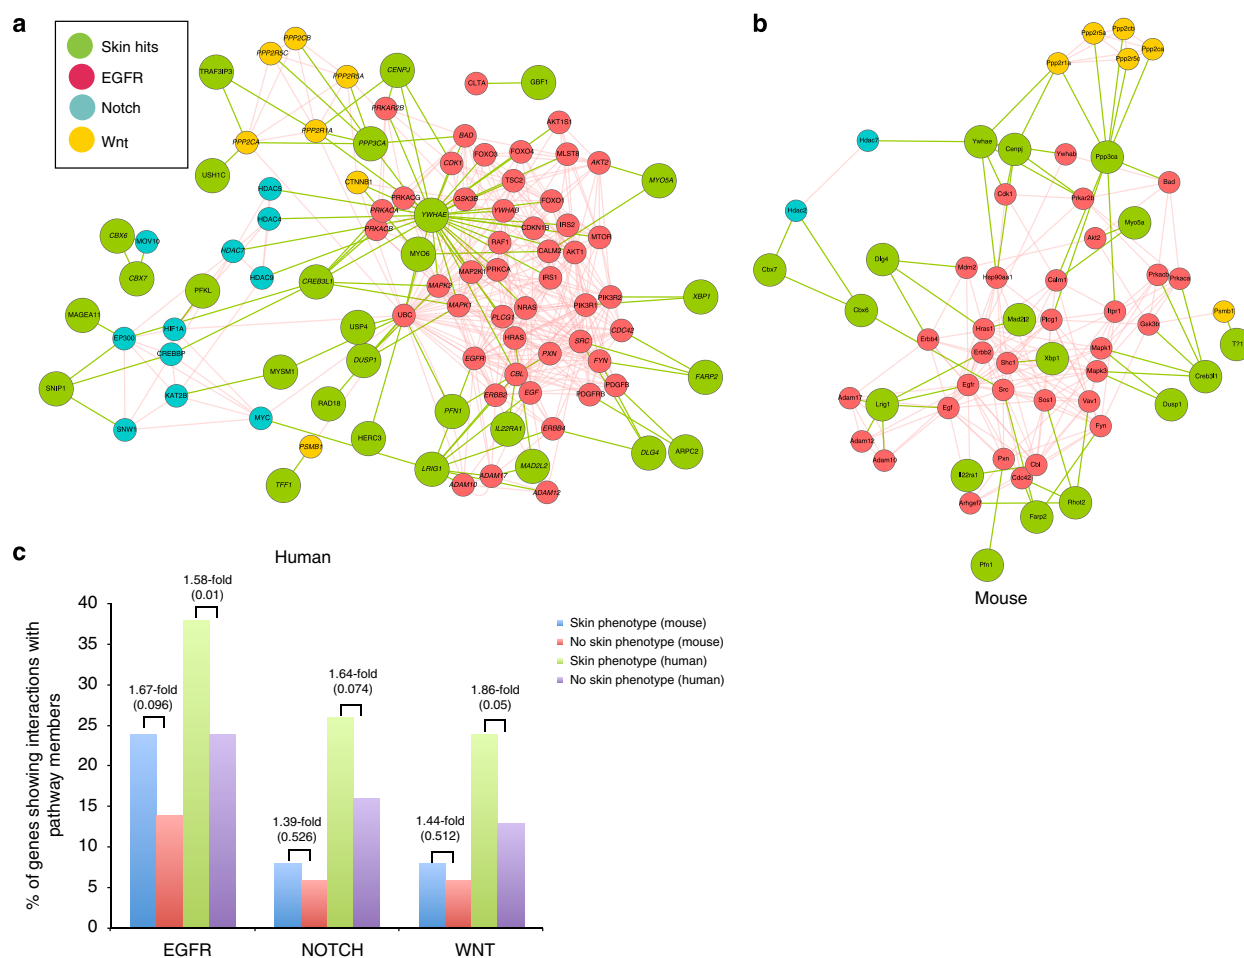 a
b
Skin hits
EGFR
Notch
Wnt
PPP2CB
PPP2R5C
PPP2R5A
TRAF3IP3
CENPJ
CLTA
GBF1
PRKAR2B
PPP2R1A
PPP2CA
PPP3CA
AKT1S1
BAD
FOXO3
FOXO4
MLST8
AKT2
CDK1
TSC2
USH1C
CTNNB1
HDAC5
PRKACG
GSK3B
FOXO1
MYO5A
PRKACA
YWHAE
YWHAB
HDAC4
PRKACB
CDKN1B
IRS2
MTOR
CBX6
MOV10
HDAC7
MYO6
RAF1
CALM2
AKT1
CBX7
HDAC9
CREB3L1
MAP2K1
PRKCA
IRS1
PFKL
MAPK3
MAPK1
NRAS
PIK3R1
PIK3R2
XBP1
MAGEA11
UBC
PLCG1
HIF1A
USP4
CDC42
EP300
HRAS
SRC
CREBBP
DUSP1
EGFR
PXN
FYN
SNIP1
MYSM1
CBL
FARP2
KAT2B
ERBB2
EGF
PDGFB
PDGFRB
RAD18
PFN1
MYC
SNW1
IL22RA1
ERBB4
HERC3
PSMB1
DLG4
ARPC2
LRIG1
MAD2L2
ADAM17
TFF1
ADAM10
ADAM12
Human
Ppp2r5a
Ppp2cb
Ppp2ca
Ppp2r5c
Ppp2r1a
Hdac7
Ywhae
Cenpj
Ywhab
Ppp3ca
Bad
Cdk1
Prkar2b
Hdac2
Myo5a
Akt2
Dlg4
Cbx7
Mdm2
Hsp90aa1
Calm1
Prkacb
Prkaca
Cbx6
Mad2l2
Plcg1
Itpr1
Gsk3b
Psmb1
Hras1
Erbb4
Erbb2
Shc1
Xbp1
Mapk1
Mapk3
Creb3l1
Egfr
Src
Adam17
Lrig1
Egf
Sos1
Vav1
Dusp1
Fyn
Adam12
Adam10
Pxn
Cbl
Il22ra1
Cdc42
Arhgef7
Rhot2
Farp2
Pfn1
Mouse
c
% of genes showing interactions with
pathway members
40
35
30
25
20
15
10
5
0
1.67-fold
(0.096)
1.58-fold
(0.01)
1.39-fold
(0.526)
1.64-fold
(0.074)
1.44-fold
(0.512)
1.86-fold
(0.05)
EGFR
NOTCH
WNT
Skin phenotype (mouse)
No skin phenotype (mouse)
Skin phenotype (human)
No skin phenotype (human)